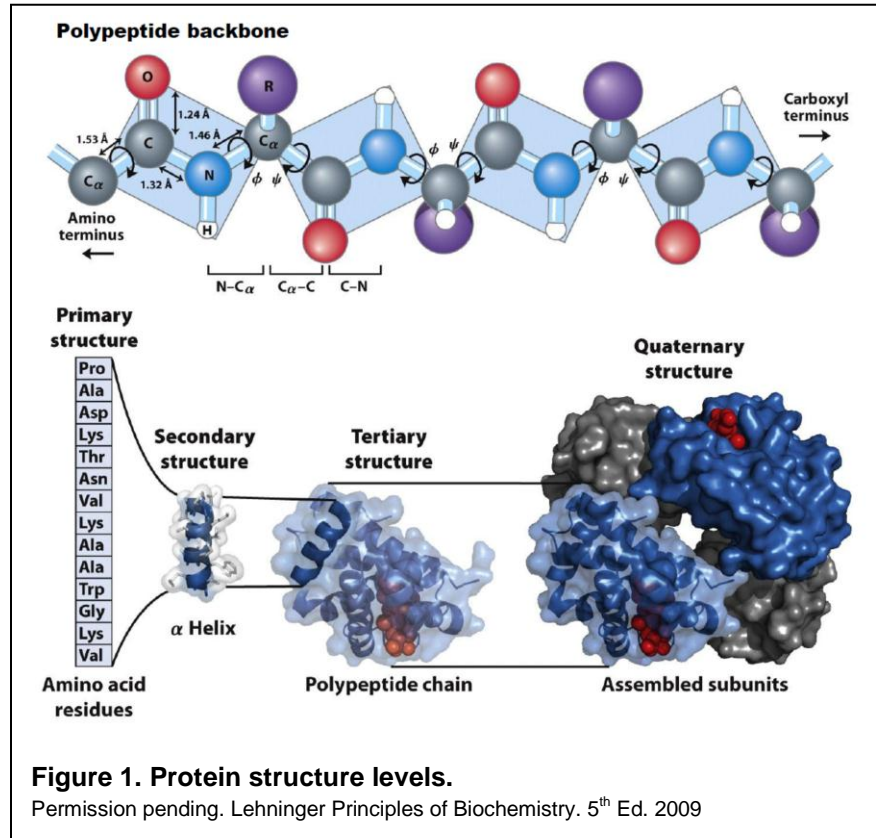 Polypeptide backbone
O
R
1.24 Å
Carboxyl
terminus
1.53 Å
C
1.46 Å
Cα
ϕ ψ
Cα
1.32 Å
N
ϕ ψ
ϕ ψ
Amino
terminus
H
N–Cα
Cα–C
C–N
Primary
structure
Quaternary
structure
Pro
Ala
Asp
Lys
Thr
Asn
Val
Lys
Ala
Ala
Trp
Gly
Lys
Val
Secondary
structure
Tertiary
structure
α Helix
Amino acid
residues
Polypeptide chain
Assembled subunits
Figure 1. Protein structure levels.
Permission pending. Lehninger Principles of Biochemistry. 5th Ed. 2009